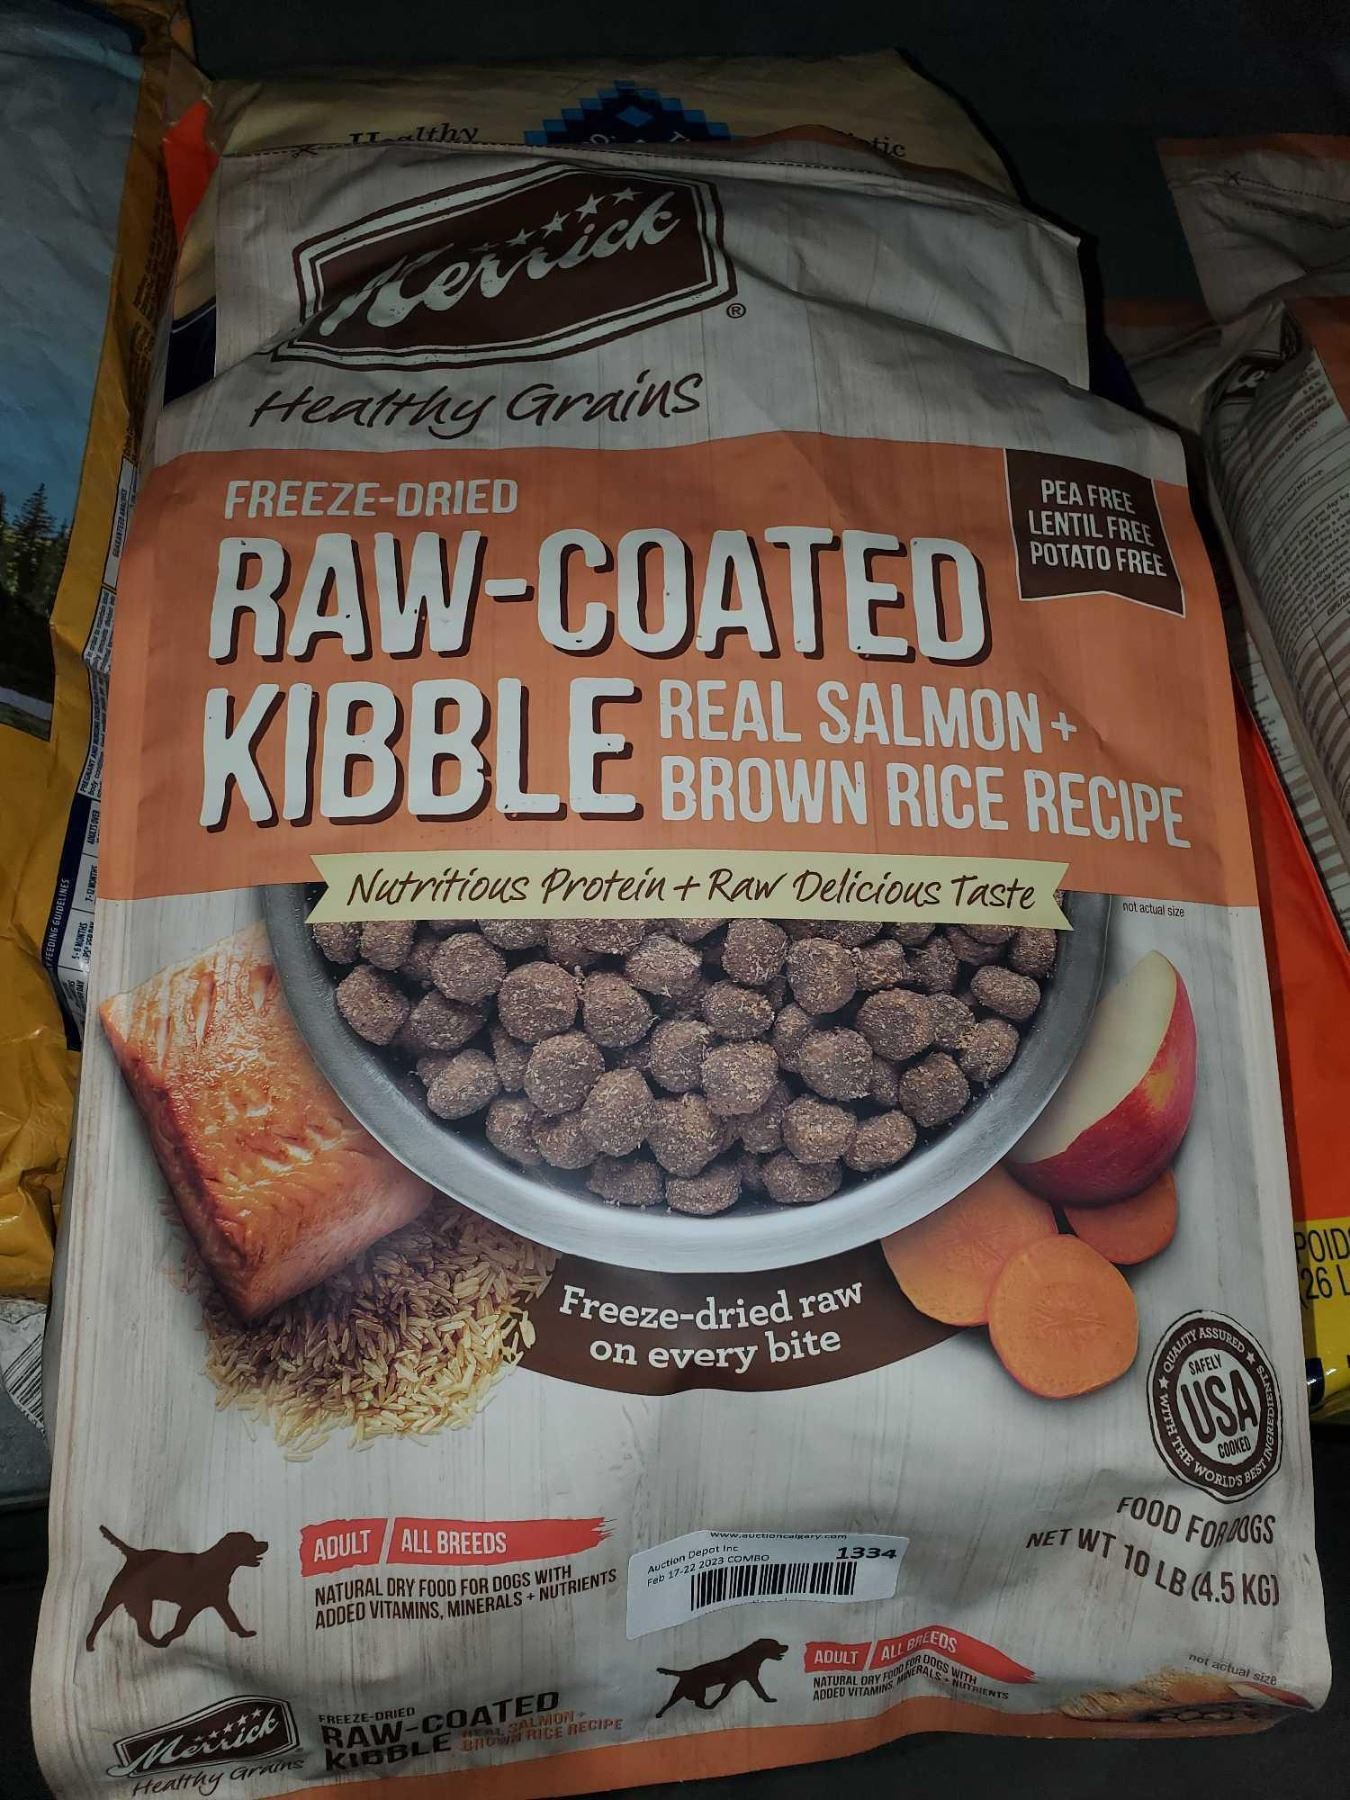 Healthy
Merrick
®
Healthy Grains
FREEZE-DRIED
RAW-COATED
KIBBLE
REAL SALMON +
BROWN RICE RECIPE
PEA FREE
LENTIL FREE
POTATO FREE
Nutritious Protein + Raw Delicious Taste
not actual size
Freeze-dried raw
on every bite
QUALITY ASSURED
SAFELY
USA
COOKED
WITH THE WORLD'S BEST INGREDIENTS
FOOD FOR DOGS
NET WT 10 LB (4.5 KG)
ADULT / ALL BREEDS
NATURAL DRY FOOD FOR DOGS WITH
ADDED VITAMINS, MINERALS + NUTRIENTS
www.auctioncalgary.com
Auction Depot Inc
Feb 17-22 2023 COMBO
1334
ADULT / ALL BREEDS
NATURAL DRY FOOD FOR DOGS WITH
ADDED VITAMINS, MINERALS + NUTRIENTS
not actual size
Merrick
Healthy Grains
FREEZE-DRIED
RAW-COATED
KIBBLE
REAL SALMON +
BROWN RICE RECIPE
FEEDING GUIDELINES